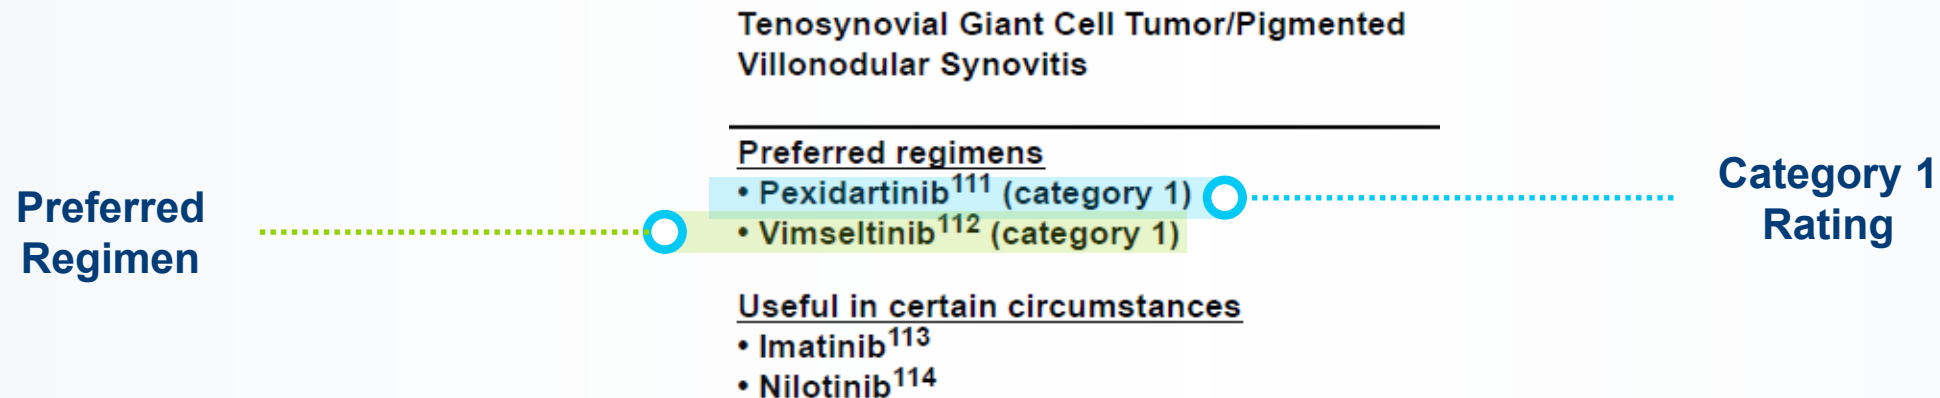 Tenosynovial Giant Cell Tumor/Pigmented
Villonodular Synovitis
Preferred regimens
• Pexidartinib111 (category 1)
• Vimseltinib112 (category 1)
Useful in certain circumstances
• Imatinib113
• Nilotinib114
Preferred
Regimen
Category 1
Rating